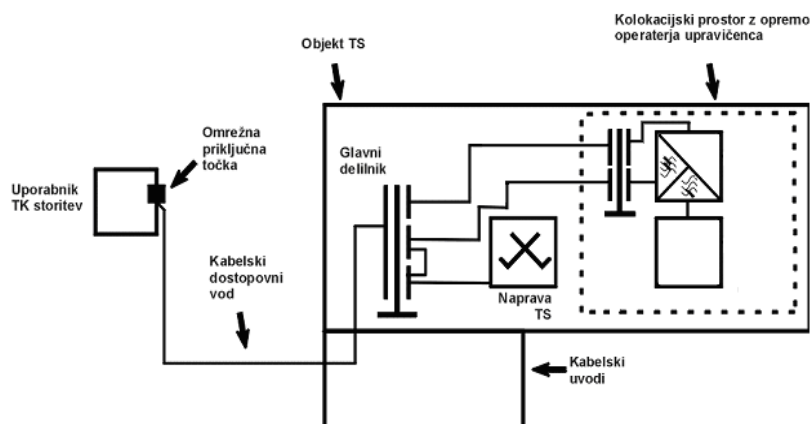 Kolokacijski prostor z opremo
operaterja upravičenca
Objekt TS
Omrežna
priključna
točka
Glavni
delilnik
Uporabnik
TK storitev
Kabelski
dostopovni
vod
Naprava
TS
Kabelski
uvodi